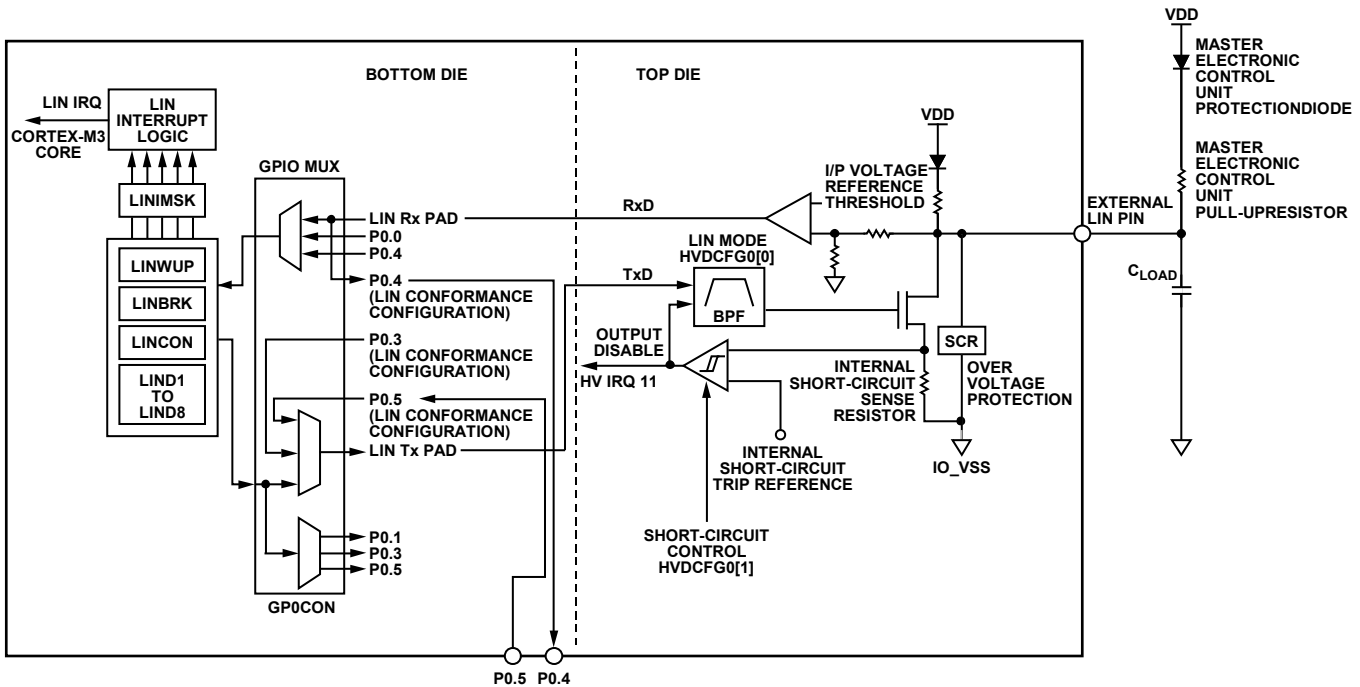 BOTTOM DIE
TOP DIE
LIN IRQ
CORTEX-M3
CORE
LIN
INTERRUPT
LOGIC
LINIMSK
LINWUP
LINBRK
LINCON
LIND1
TO
LIND8
GPIO MUX
LIN Rx PAD
P0.0
P0.4
P0.4
(LIN CONFORMANCE
CONFIGURATION)
P0.3
(LIN CONFORMANCE
CONFIGURATION)
P0.5
(LIN CONFORMANCE
CONFIGURATION)
LIN Tx PAD
P0.1
P0.3
P0.5
GP0CON
P0.5
P0.4
RxD
TxD
I/P VOLTAGE
REFERENCE
THRESHOLD
VDD
LIN MODE
HVDCFG0[0]
BPF
OUTPUT
DISABLE
HV IRQ 11
INTERNAL
SHORT-CIRCUIT
SENSE
RESISTOR
SCR
OVER
VOLTAGE
PROTECTION
IO_VSS
INTERNAL
SHORT-CIRCUIT
TRIP REFERENCE
SHORT-CIRCUIT
CONTROL
HVDCFG0[1]
EXTERNAL
LIN PIN
VDD
MASTER
ELECTRONIC
CONTROL
UNIT
PROTECTIONDIODE
MASTER
ELECTRONIC
CONTROL
UNIT
PULL-UPRESISTOR
CLOAD